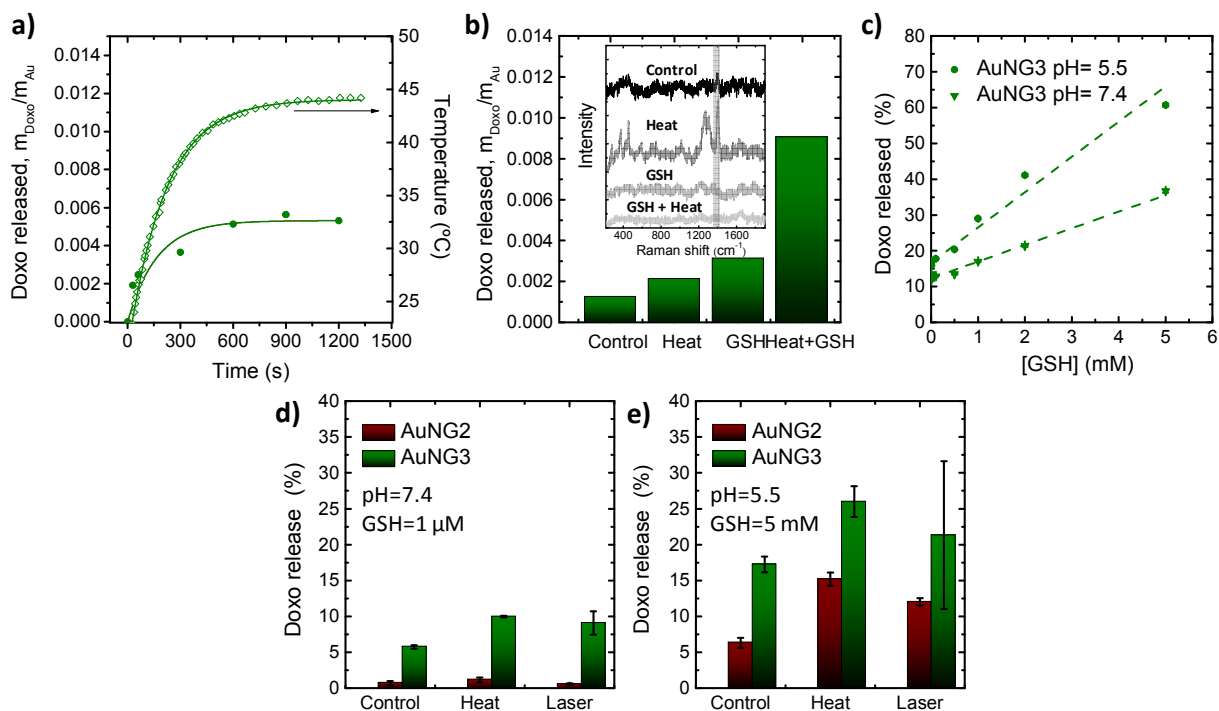 a)
Doxo released, mDoxo/mAu
0.014
0.012
0.010
0.008
0.006
0.004
0.002
0.000
0 300 600 900 1200 1500
Time (s)
50
45
40
35
30
25
Temperature (ºC)
b)
Doxo released, mDoxo/mAu
0.014
0.012
0.010
0.008
0.006
0.004
0.002
0.000
Control Heat GSH Heat+GSH
Intensity
Control
Heat
GSH
GSH + Heat
400 800 1200 1600
Raman shift (cm-1)
c)
Doxo released (%)
80
70
60
50
40
30
20
10
0
AuNG3 pH= 5.5
AuNG3 pH= 7.4
0 1 2 3 4 5 6
[GSH] (mM)
d)
Doxo release (%)
40
35
30
25
20
15
10
5
0
AuNG2
AuNG3
pH=7.4
GSH=1 µM
Control Heat Laser
e)
Doxo release (%)
40
35
30
25
20
15
10
5
0
AuNG2
AuNG3
pH=5.5
GSH=5 mM
Control Heat Laser